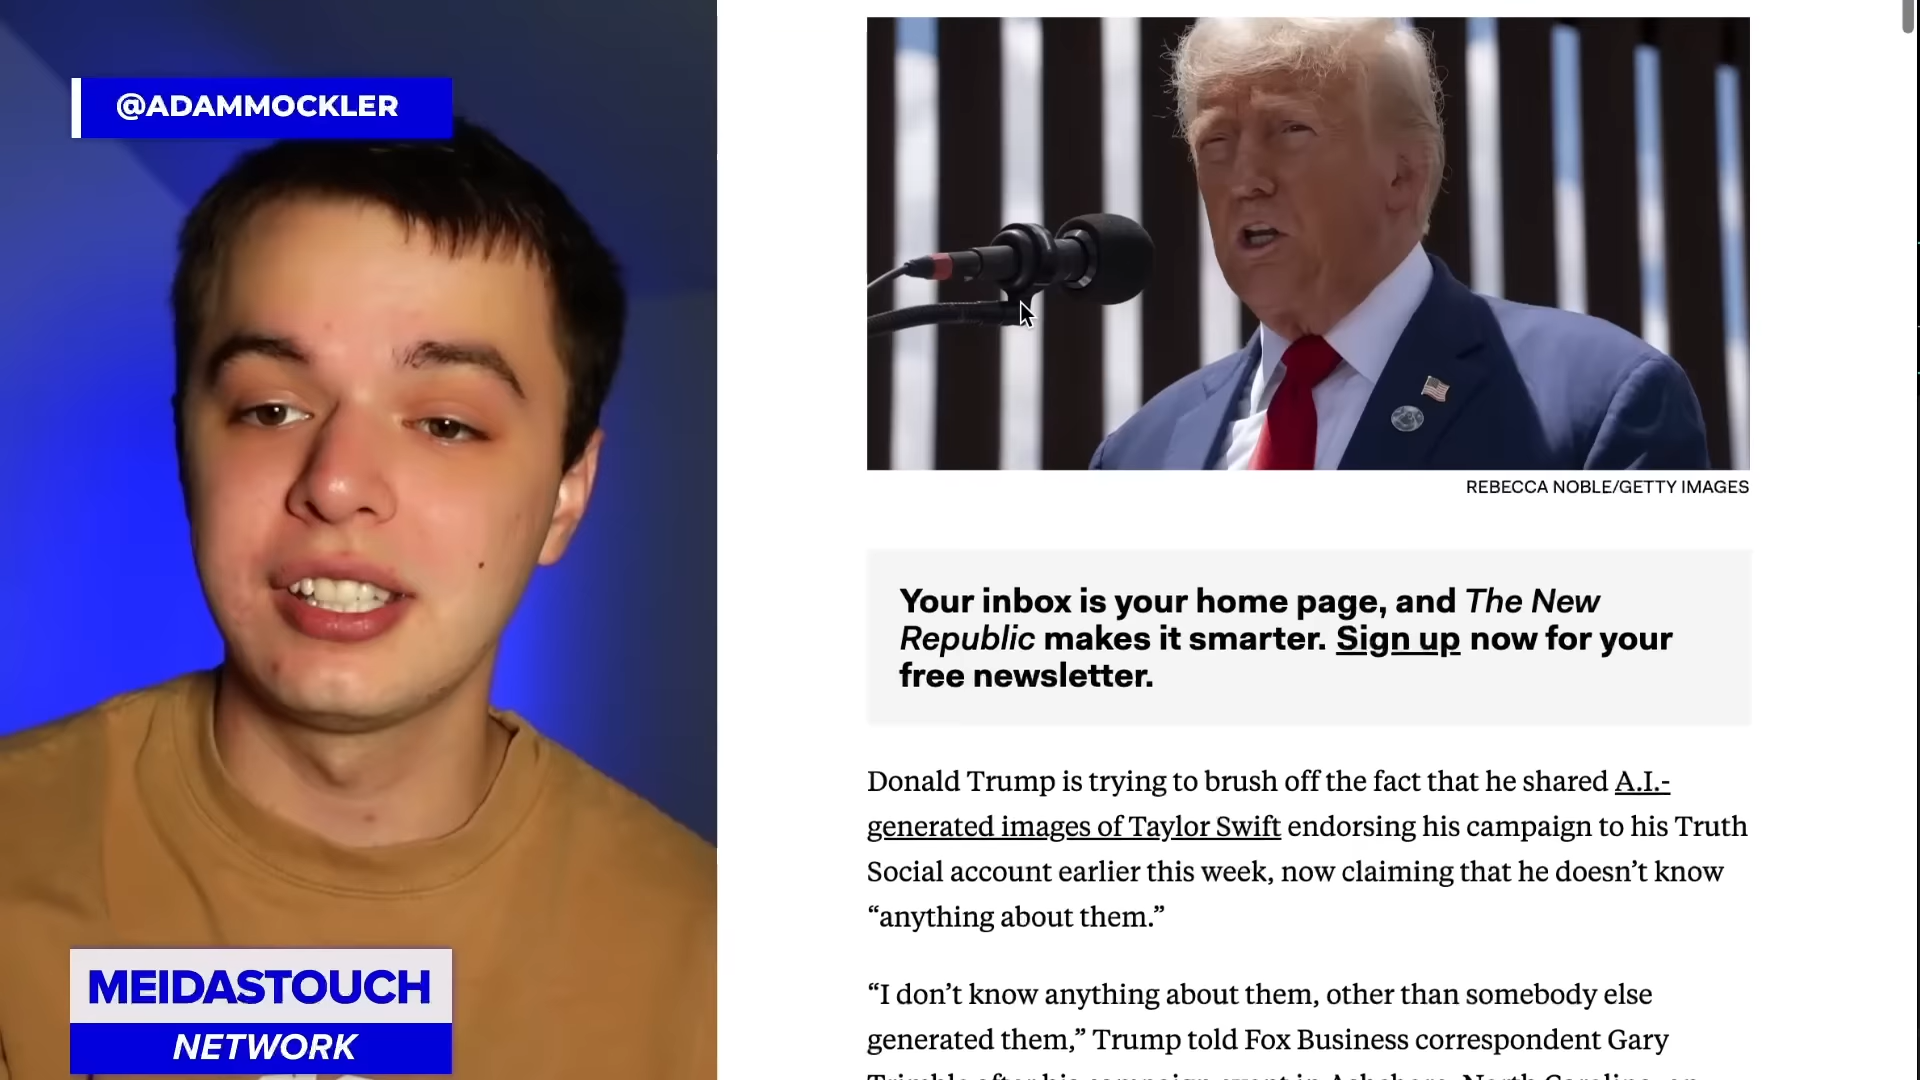 @ADAMMOCKLER
MEIDASTOUCH
NETWORK
REBECCA NOBLE/GETTY IMAGES
Your inbox is your home page, and The New
Republic makes it smarter. Sign up now for your
free newsletter.
Donald Trump is trying to brush off the fact that he shared A.I.-
generated images of Taylor Swift endorsing his campaign to his Truth
Social account earlier this week, now claiming that he doesn’t know
“anything about them.”
“I don’t know anything about them, other than somebody else
generated them,” Trump told Fox Business correspondent Gary